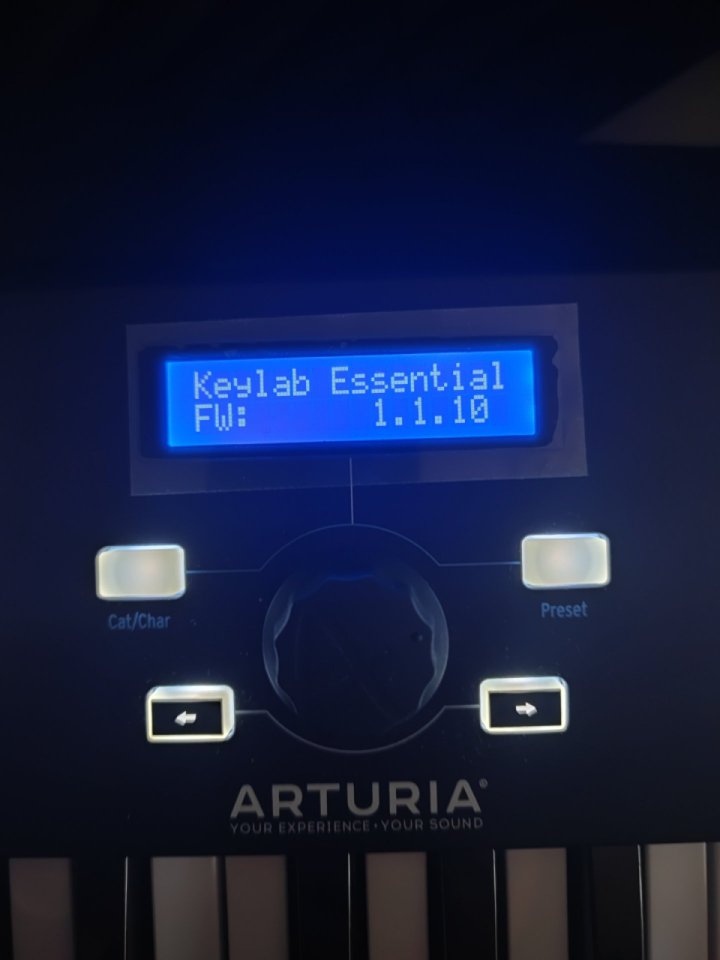 Keylab Essential
FW: 1.1.10
Cat/Char
Preset
ARTURIA®
YOUR EXPERIENCE • YOUR SOUND